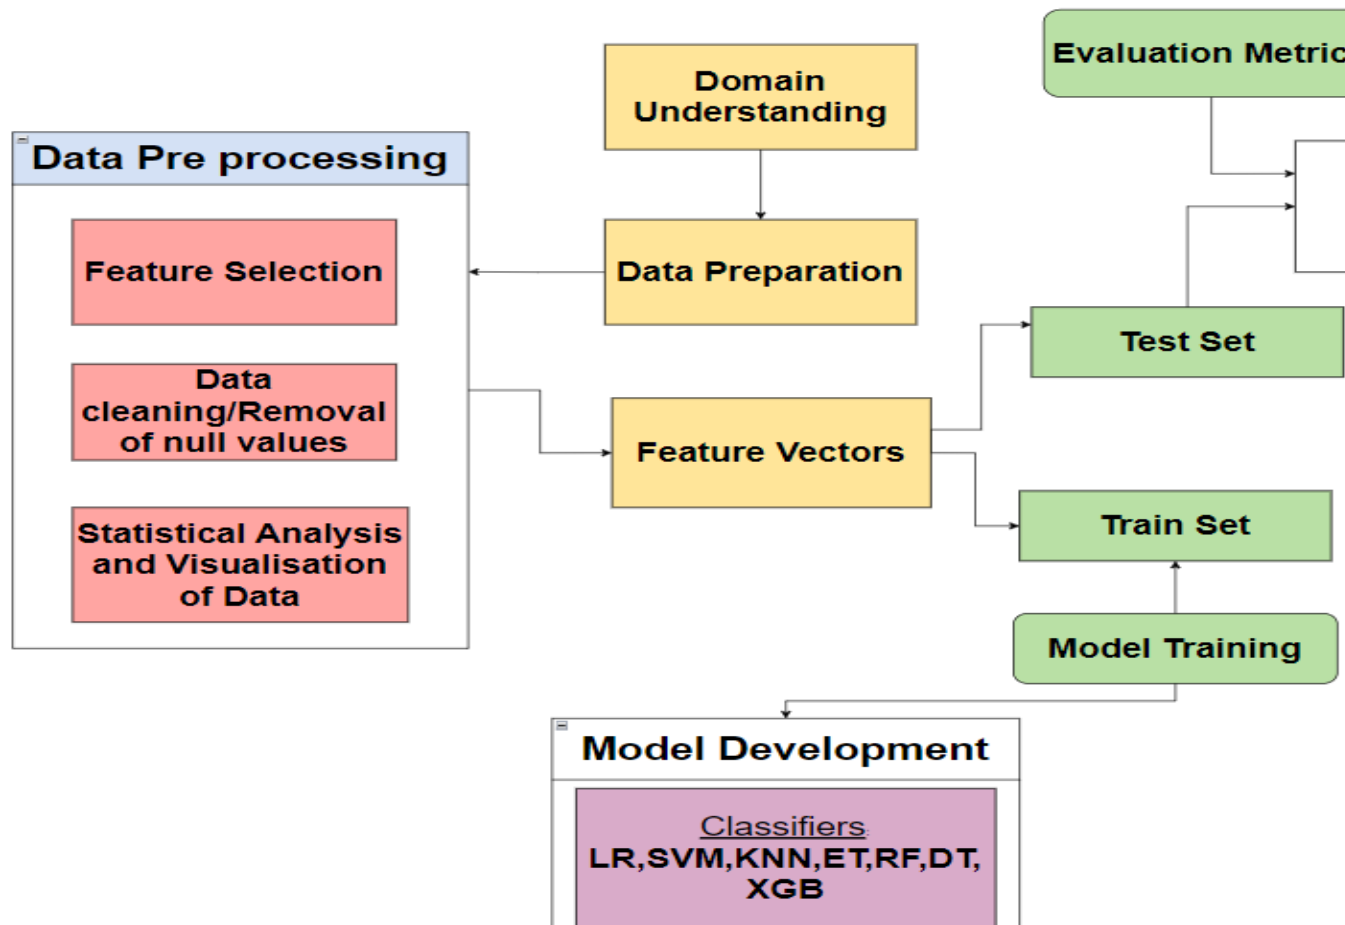 Evaluation Metric
Domain
Understanding
Data Pre processing
Feature Selection
Data Preparation
Test Set
Data
cleaning/Removal
of null values
Feature Vectors
Statistical Analysis
and Visualisation
of Data
Train Set
Model Training
Model Development
Classifiers:
LR,SVM,KNN,ET,RF,DT,
XGB